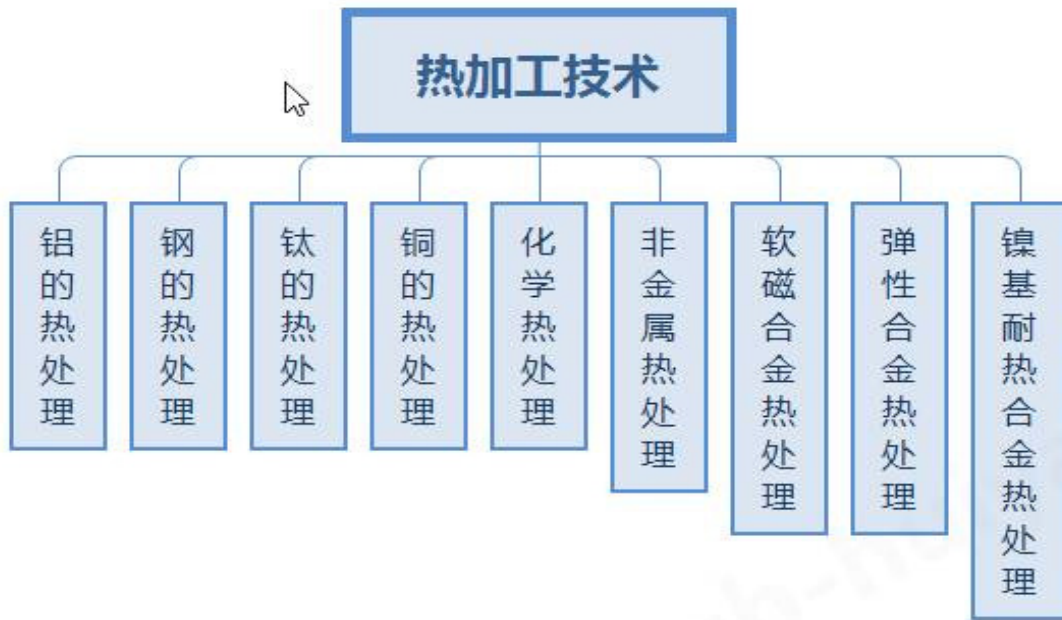 热加工技术
铝的热处理
钢的热处理
钛的热处理
铜的热处理
化学热处理
非金属热处理
软磁合金热处理
弹性合金热处理
镍基耐热合金热处理